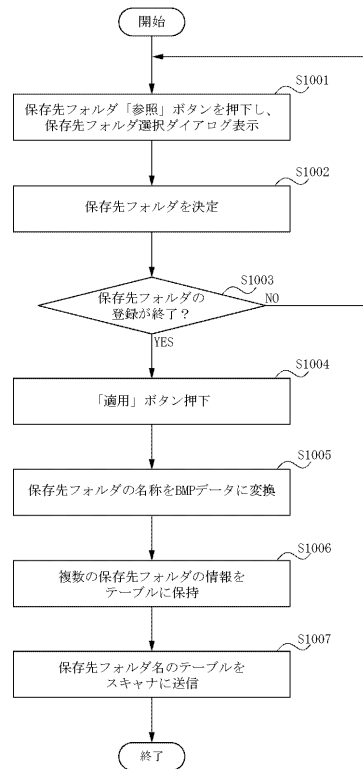 開始
S1001
保存先フォルダ「参照」ボタンを押下し、
保存先フォルダ選択ダイアログ表示
S1002
保存先フォルダを決定
S1003
保存先フォルダの
登録が終了？
NO
YES
S1004
「適用」ボタン押下
S1005
保存先フォルダの名称をBMPデータに変換
S1006
複数の保存先フォルダの情報を
テーブルに保持
S1007
保存先フォルダ名のテーブルを
スキャナに送信
終了